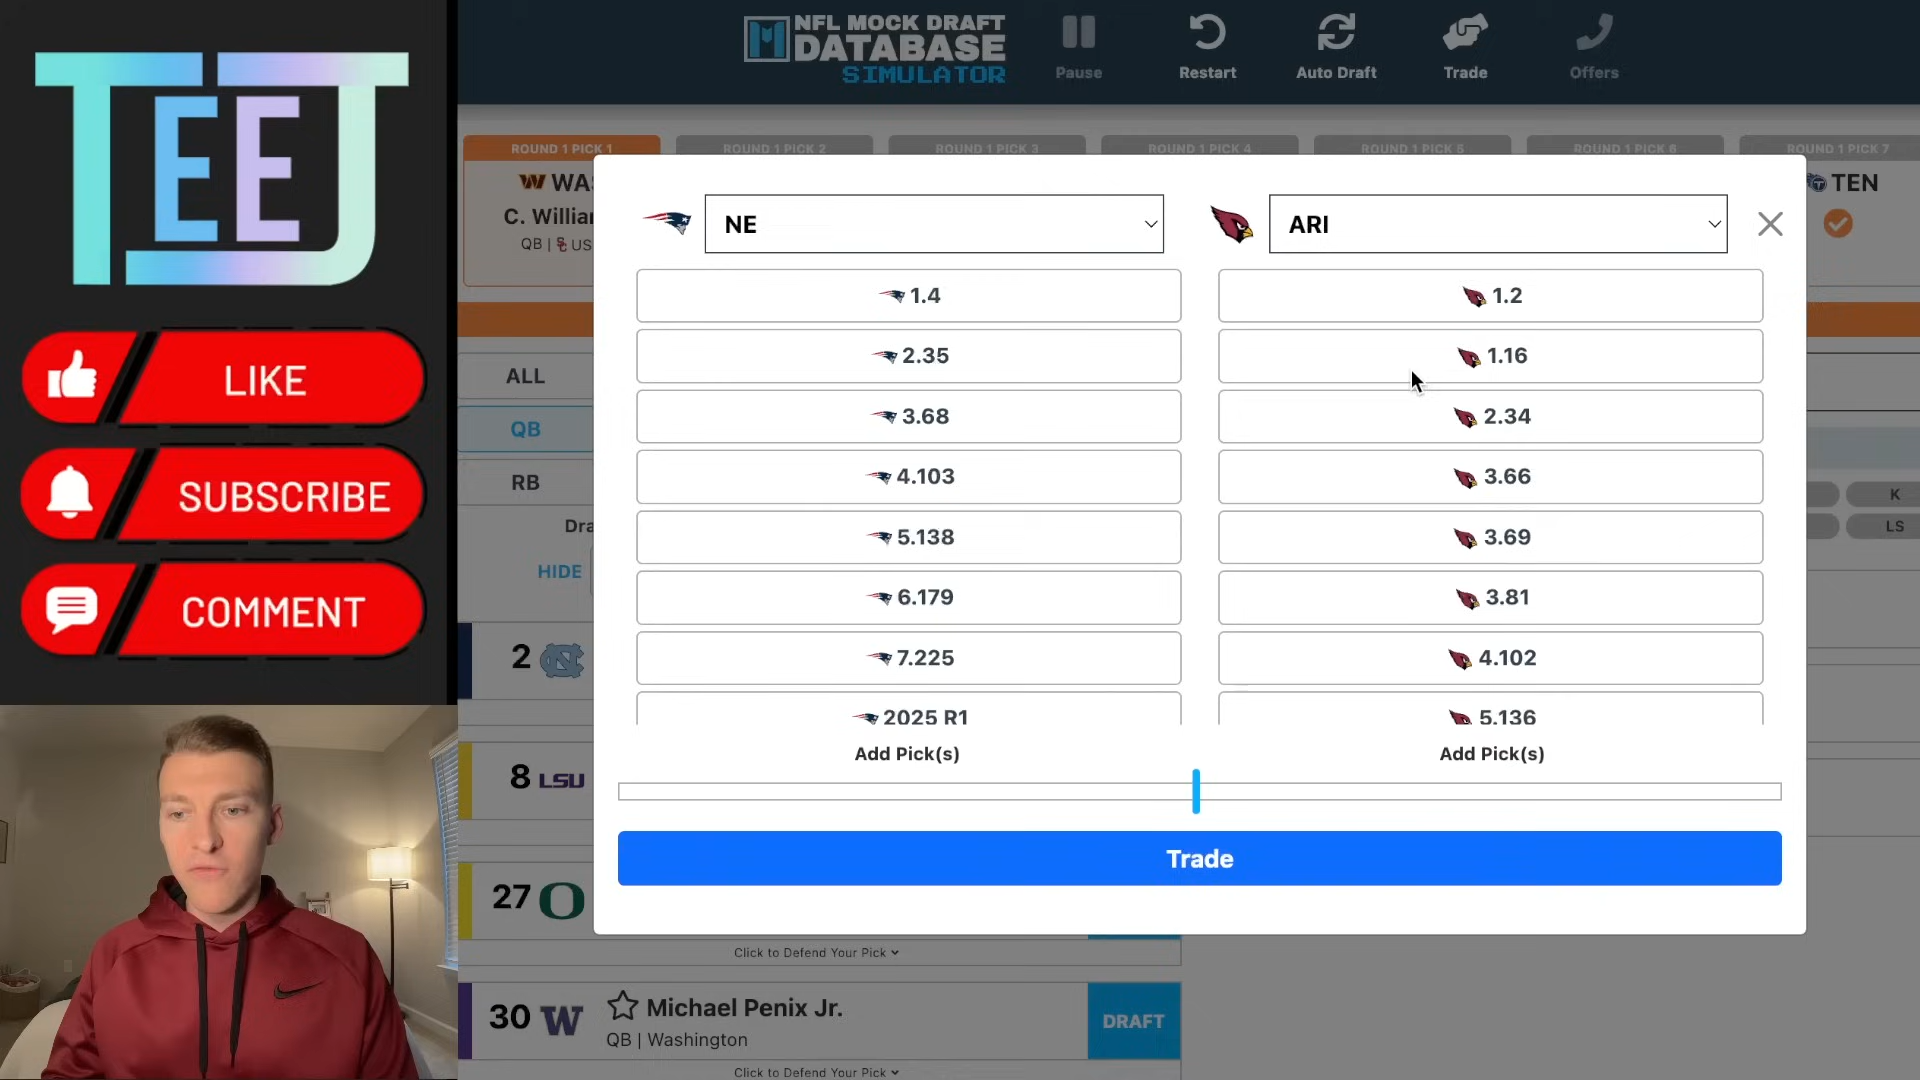 TEEJ
LIKE
SUBSCRIBE
COMMENT
NFL MOCK DRAFT
DATABASE
SIMULATOR
Pause
Restart
Auto Draft
Trade
Offers
ROUND 1 PICK 1
ROUND 1 PICK 2
ROUND 1 PICK 3
ROUND 1 PICK 4
ROUND 1 PICK 5
ROUND 1 PICK 6
ROUND 1 PICK 7
WA
C. Willia
QB | US
TEN
NE
ARI
1.4
1.2
2.35
1.16
3.68
2.34
4.103
3.66
5.138
3.69
6.179
3.81
7.225
4.102
2025 R1
5.136
Add Pick(s)
Add Pick(s)
Trade
ALL
QB
RB
Dra
HIDE
K
LS
2
8 LSU
27 O
Click to Defend Your Pick
30 W
Michael Penix Jr.
QB | Washington
DRAFT
Click to Defend Your Pick